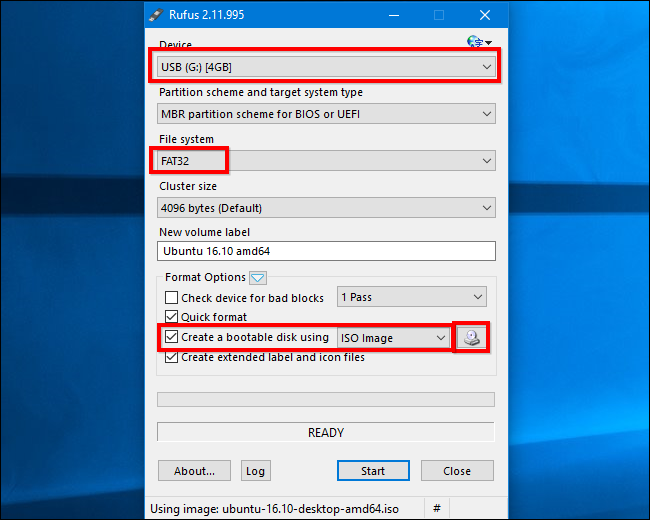 Rufus 2.11.995
Device
USB (G:) [4GB]
Partition scheme and target system type
MBR partition scheme for BIOS or UEFI
File system
FAT32
Cluster size
4096 bytes (Default)
New volume label
Ubuntu 16.10 amd64
Format Options
Check device for bad blocks 1 Pass
Quick format
Create a bootable disk using ISO Image
Create extended label and icon files
READY
About... Log Start Close
Using image: ubuntu-16.10-desktop-amd64.iso #